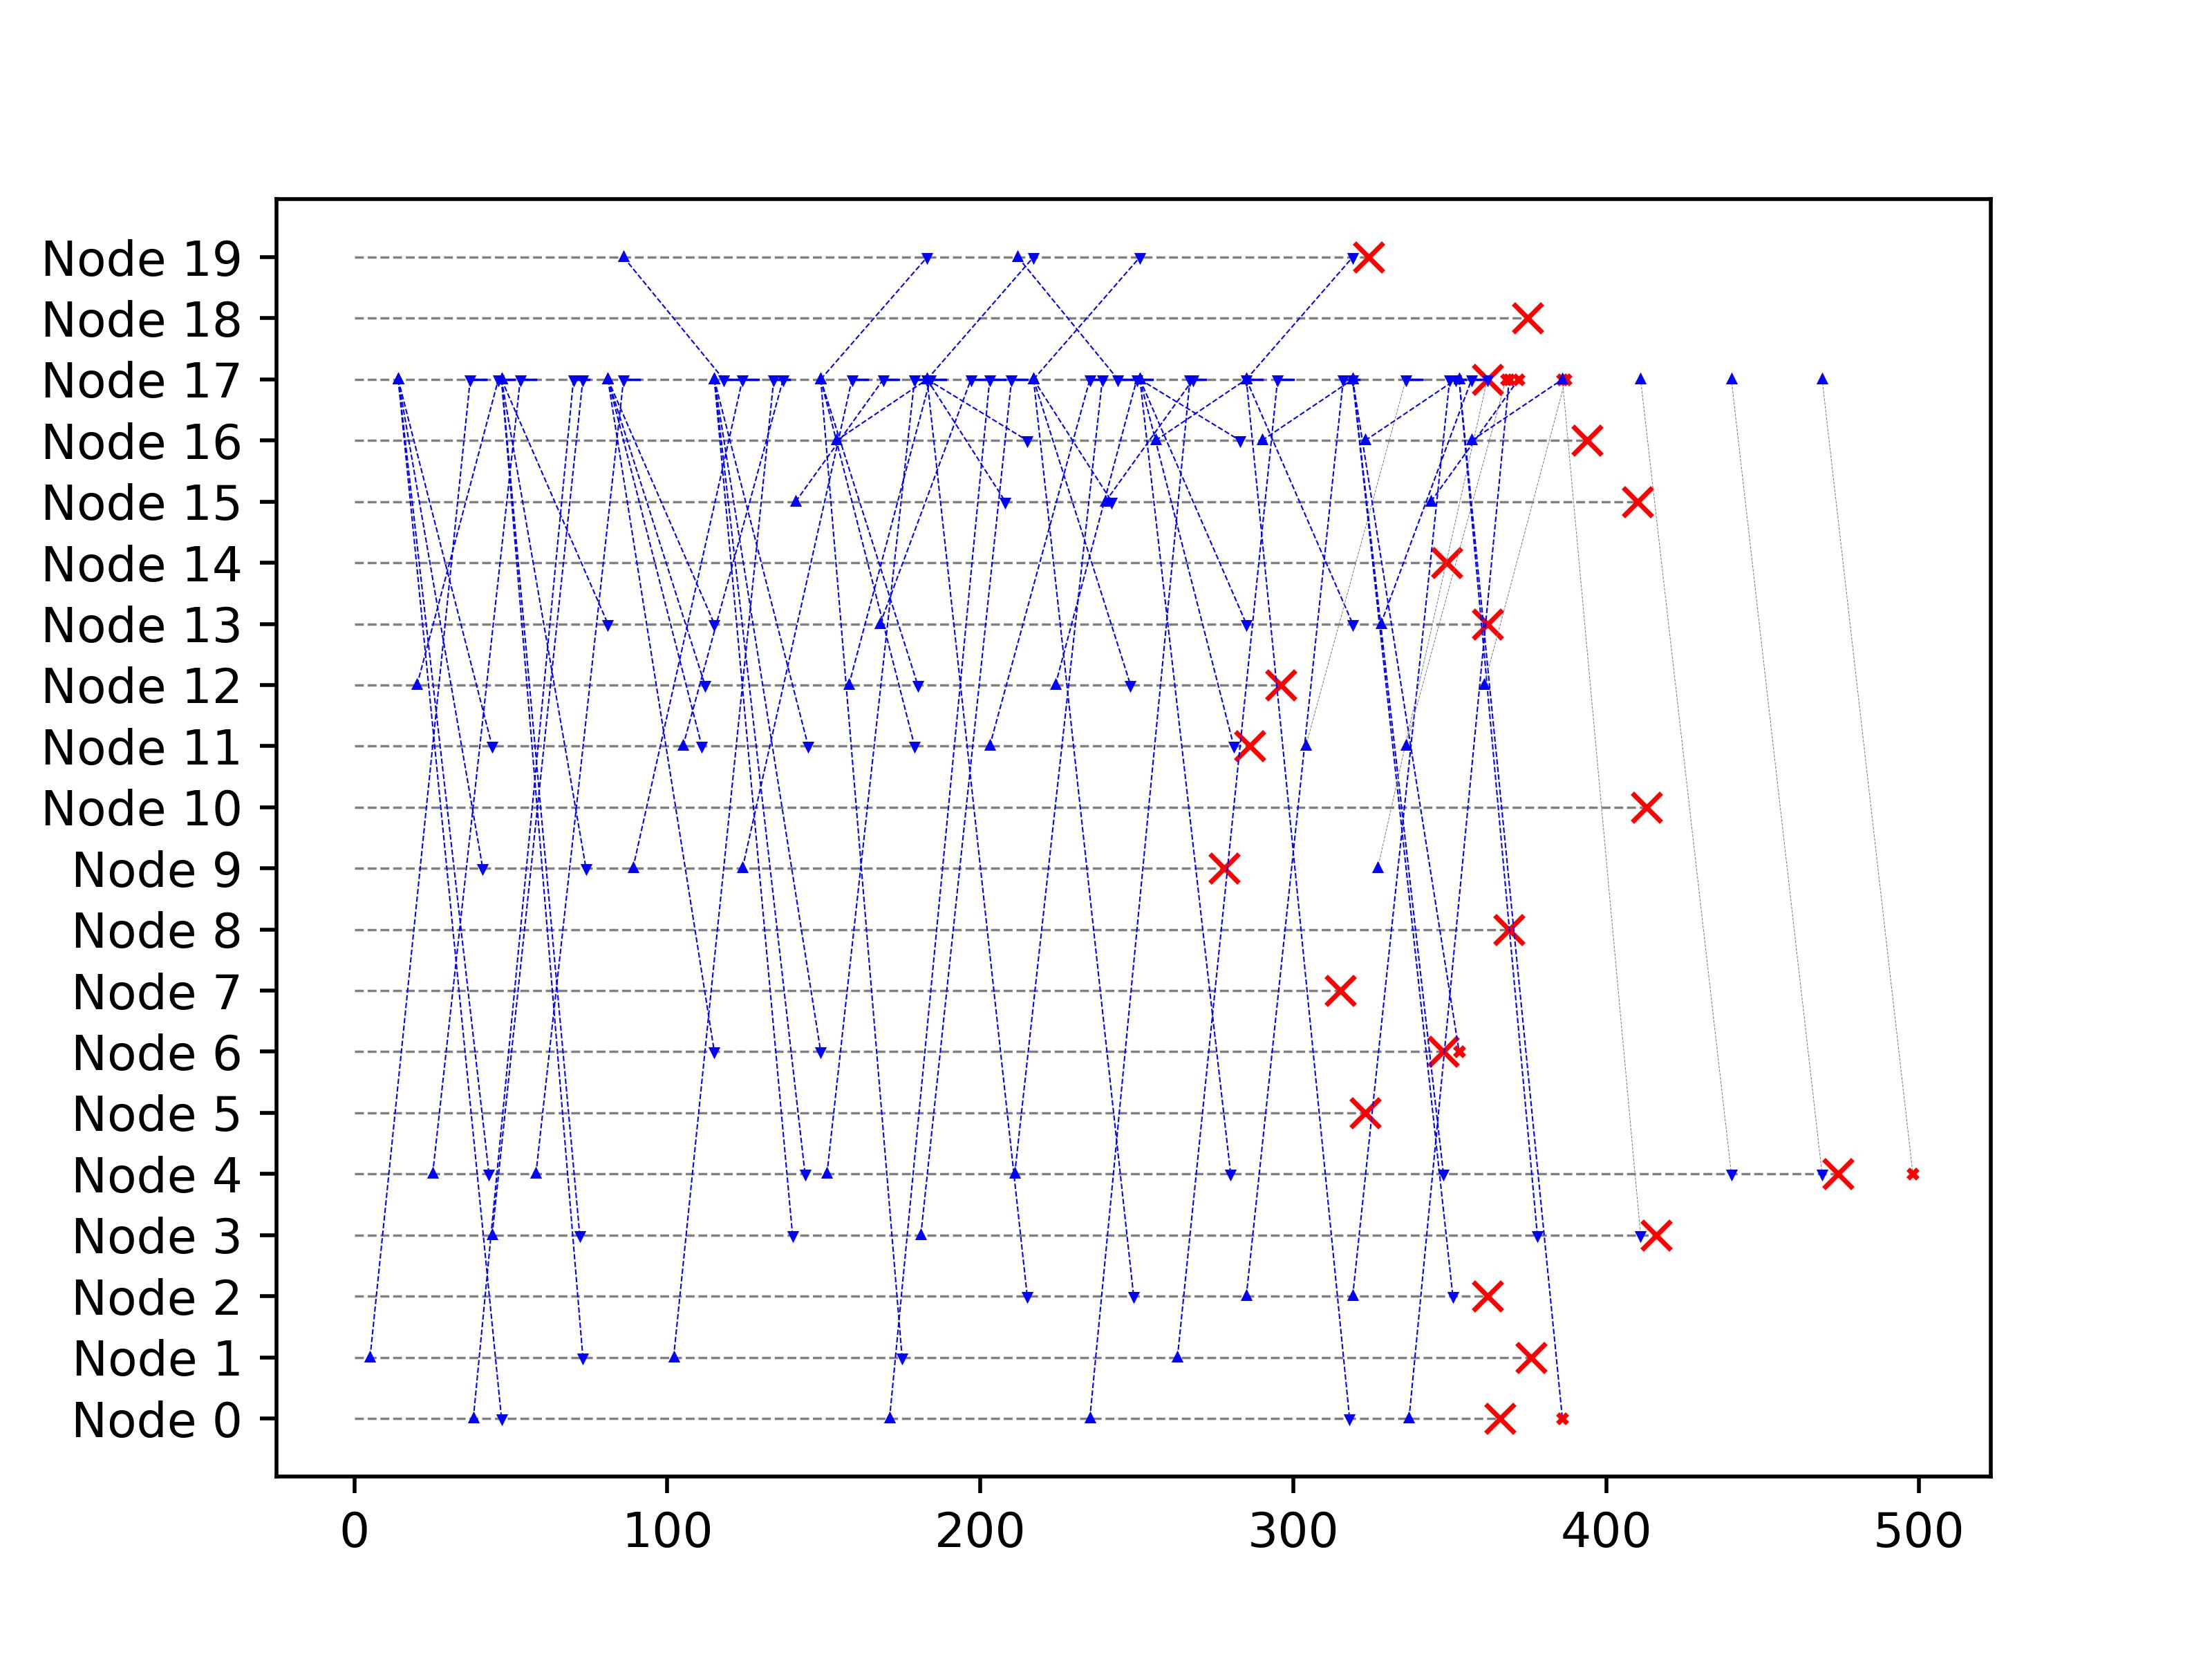 Node 19
Node 18
Node 17
Node 16
Node 15
Node 14
Node 13
Node 12
Node 11
Node 10
Node 9
Node 8
Node 7
Node 6
Node 5
Node 4
Node 3
Node 2
Node 1
Node 0
0 100 200 300 400 500